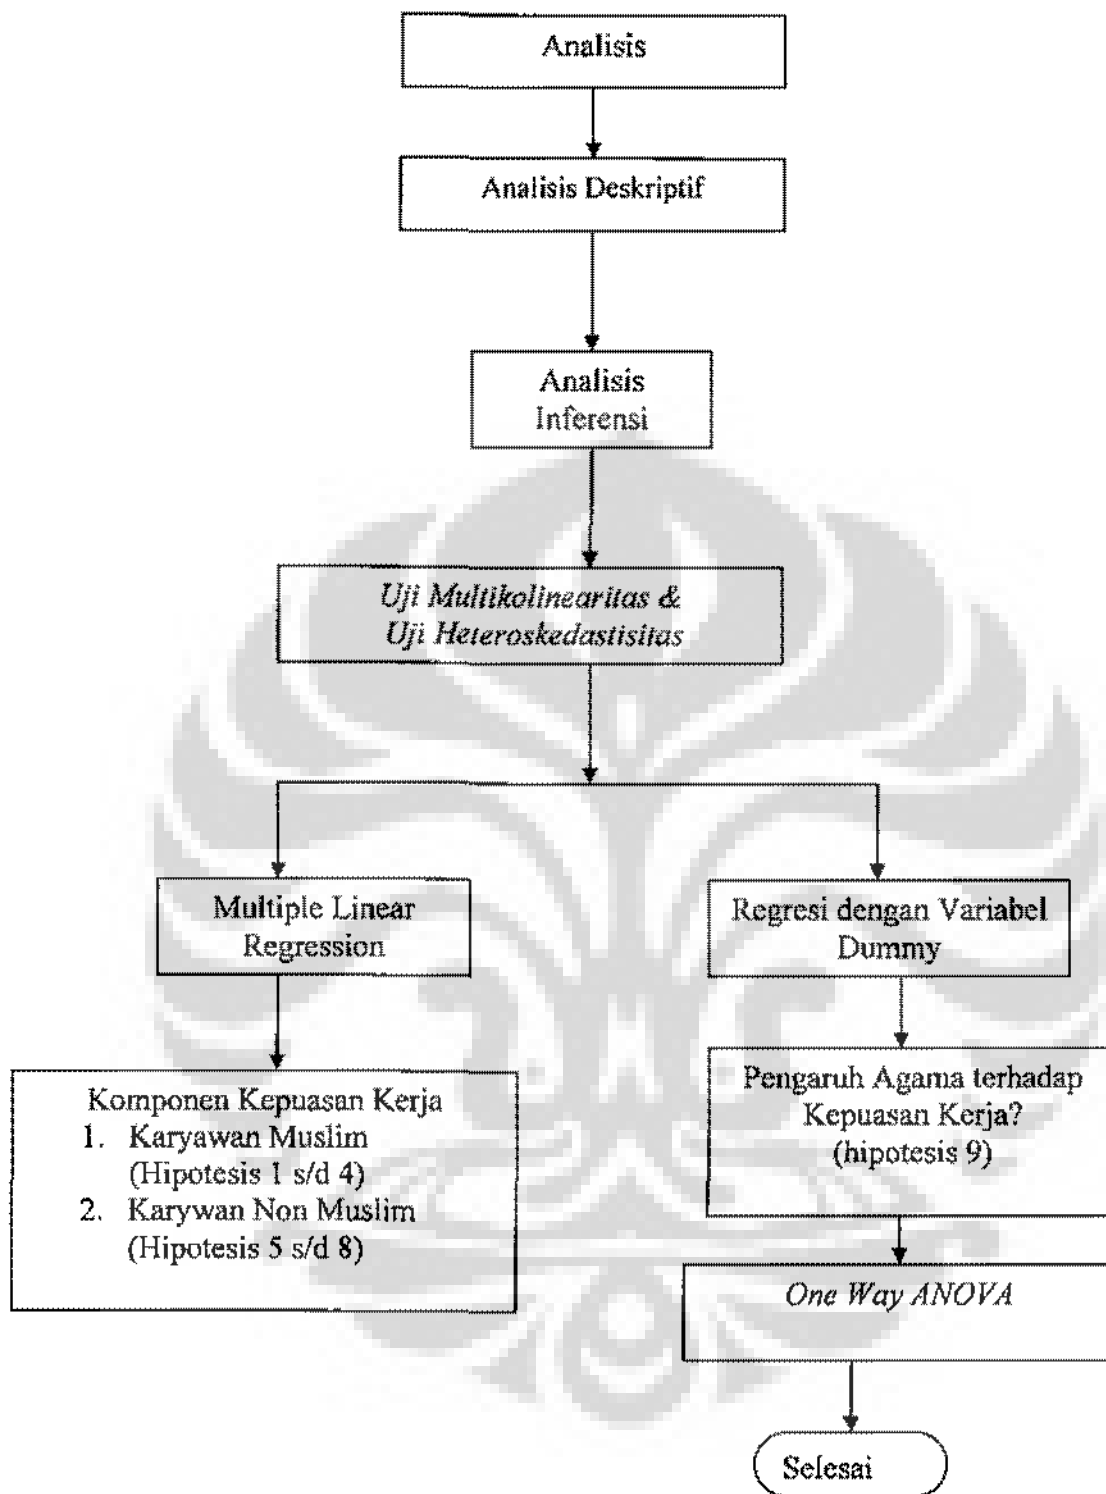 Analisis
Analisis Deskriptif
Analisis
Inferensi
Uji Multikolinearitas &
Uji Heteroskedastisitas
Multiple Linear
Regression
Regresi dengan Variabel
Dummy
Komponen Kepuasan Kerja
1. Karyawan Muslim
(Hipotesis 1 s/d 4)
2. Karywan Non Muslim
(Hipotesis 5 s/d 8)
Pengaruh Agama terhadap
Kepuasan Kerja?
(hipotesis 9)
One Way ANOVA
Selesai